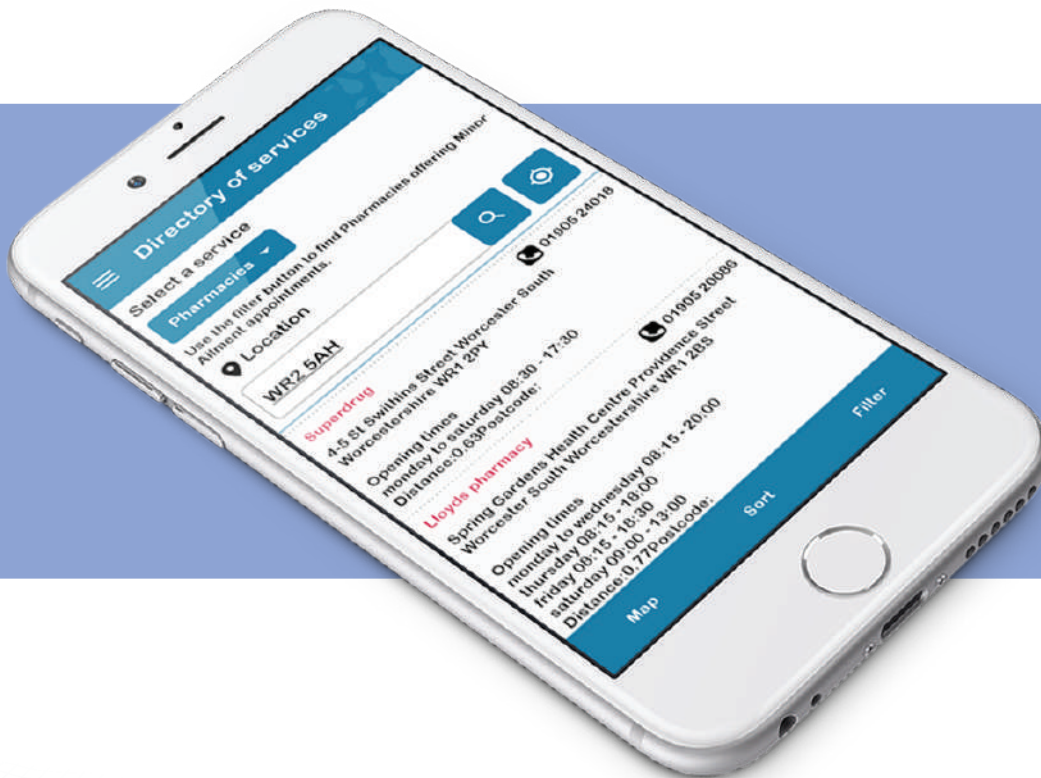 Directory of services
Select a service
Pharmacies
Use the filter button to find Pharmacies offering Minor
Ailment appointments.
Location
WR2 5AH
Superdrug
01905 24018
4-5 St Swithins Street Worcester South
Worcestershire WR1 2PY
Opening times
monday to saturday 08:30 - 17:30
Distance:0.63Postcode:
Lloyds pharmacy
01905 20086
Spring Gardens Health Centre Providence Street
Worcester South Worcestershire WR1 2BS
Opening times
monday to wednesday 08:15 - 20:00
thursday 08:15 - 18:00
friday 08:15 - 18:30
saturday 09:00 - 13:00
Distance:0.77Postcode:
Map
Sort
Filter